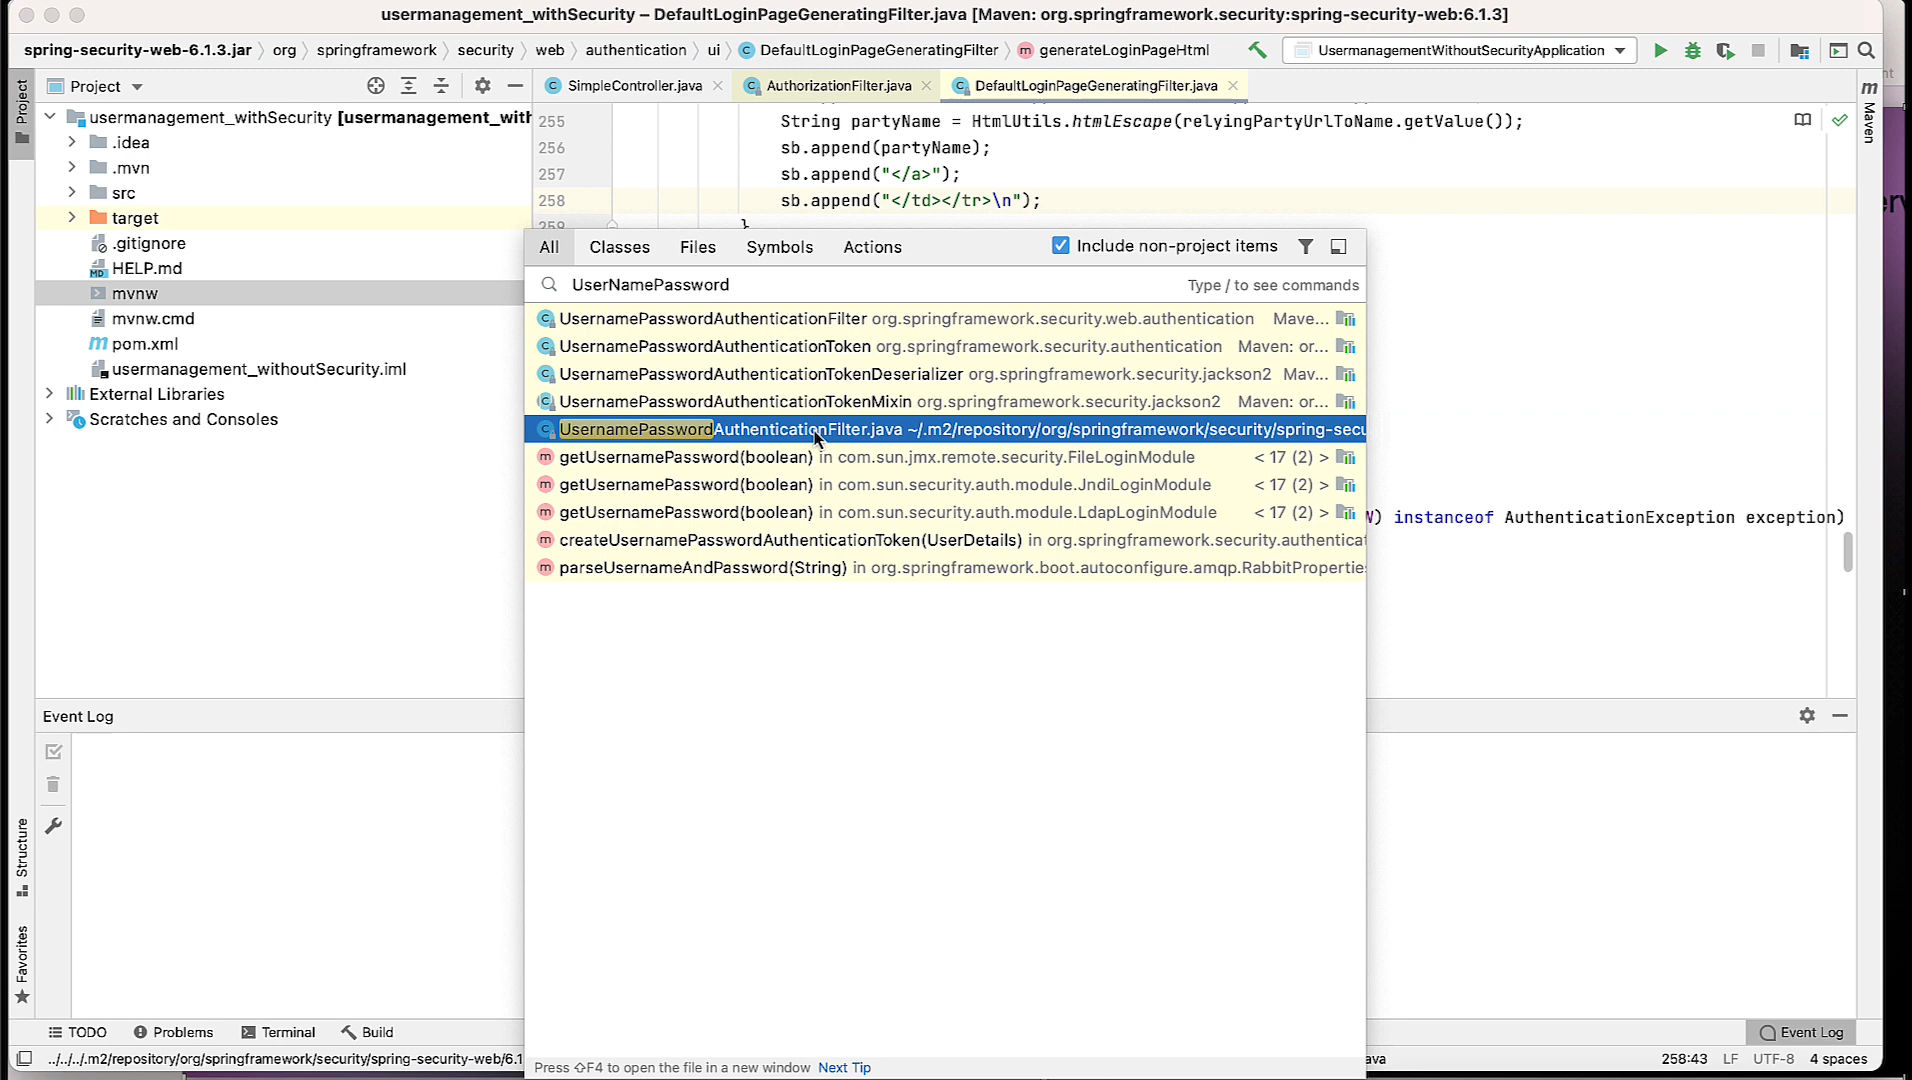 usermanagement_withSecurity – DefaultLoginPageGeneratingFilter.java [Maven: org.springframework.security:spring-security-web:6.1.3]
spring-security-web-6.1.3.jar org springframework security web authentication ui DefaultLoginPageGeneratingFilter generateLoginPageHtml UsermanagementWithoutSecurityApplication
Project
Project
SimpleController.java AuthorizationFilter.java DefaultLoginPageGeneratingFilter.java
Maven
usermanagement_withSecurity [usermanagement_with
.idea
.mvn
src
target
.gitignore
HELP.md
mvnw
mvnw.cmd
pom.xml
usermanagement_withoutSecurity.iml
External Libraries
Scratches and Consoles
255 String partyName = HtmlUtils.htmlEscape(relyingPartyUrlToName.getValue());
256 sb.append(partyName);
257 sb.append("</a>");
258 sb.append("</td></tr>\n");
259 }
All Classes Files Symbols Actions Include non-project items
UserNamePassword Type / to see commands
UsernamePasswordAuthenticationFilter org.springframework.security.web.authentication Mave...
UsernamePasswordAuthenticationToken org.springframework.security.authentication Maven: or...
UsernamePasswordAuthenticationTokenDeserializer org.springframework.security.jackson2 Mav...
UsernamePasswordAuthenticationTokenMixin org.springframework.security.jackson2 Maven: or...
UsernamePasswordAuthenticationFilter.java ~/.m2/repository/org/springframework/security/spring-secu
getUsernamePassword(boolean) in com.sun.jmx.remote.security.FileLoginModule < 17 (2) >
getUsernamePassword(boolean) in com.sun.security.auth.module.JndiLoginModule < 17 (2) >
getUsernamePassword(boolean) in com.sun.security.auth.module.LdapLoginModule < 17 (2) >
createUsernamePasswordAuthenticationToken(UserDetails) in org.springframework.security.authenticat
parseUsernameAndPassword(String) in org.springframework.boot.autoconfigure.amqp.RabbitPropertie
) instanceof AuthenticationException exception)
Event Log
Structure
Favorites
TODO Problems Terminal Build Event Log
Press ⇧F4 to open the file in a new window Next Tip
../../../.m2/repository/org/springframework/security/spring-security-web/6.1 ava 258:43 LF UTF-8 4 spaces